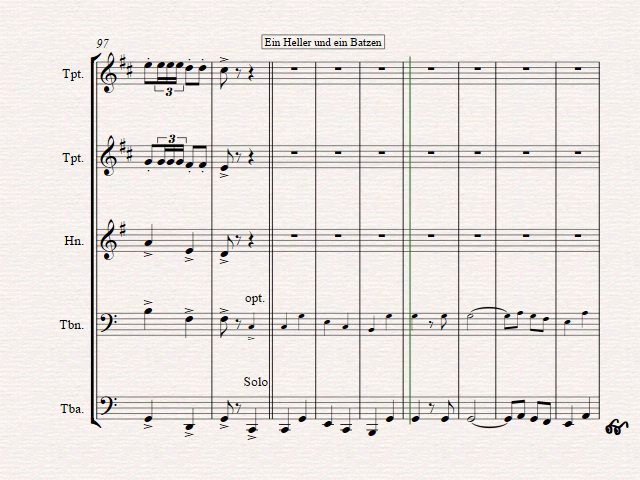 97
Ein Heller und ein Batzen
Tpt.
3
Tpt.
3
Hn.
opt.
Tbn.
Solo
Tba.